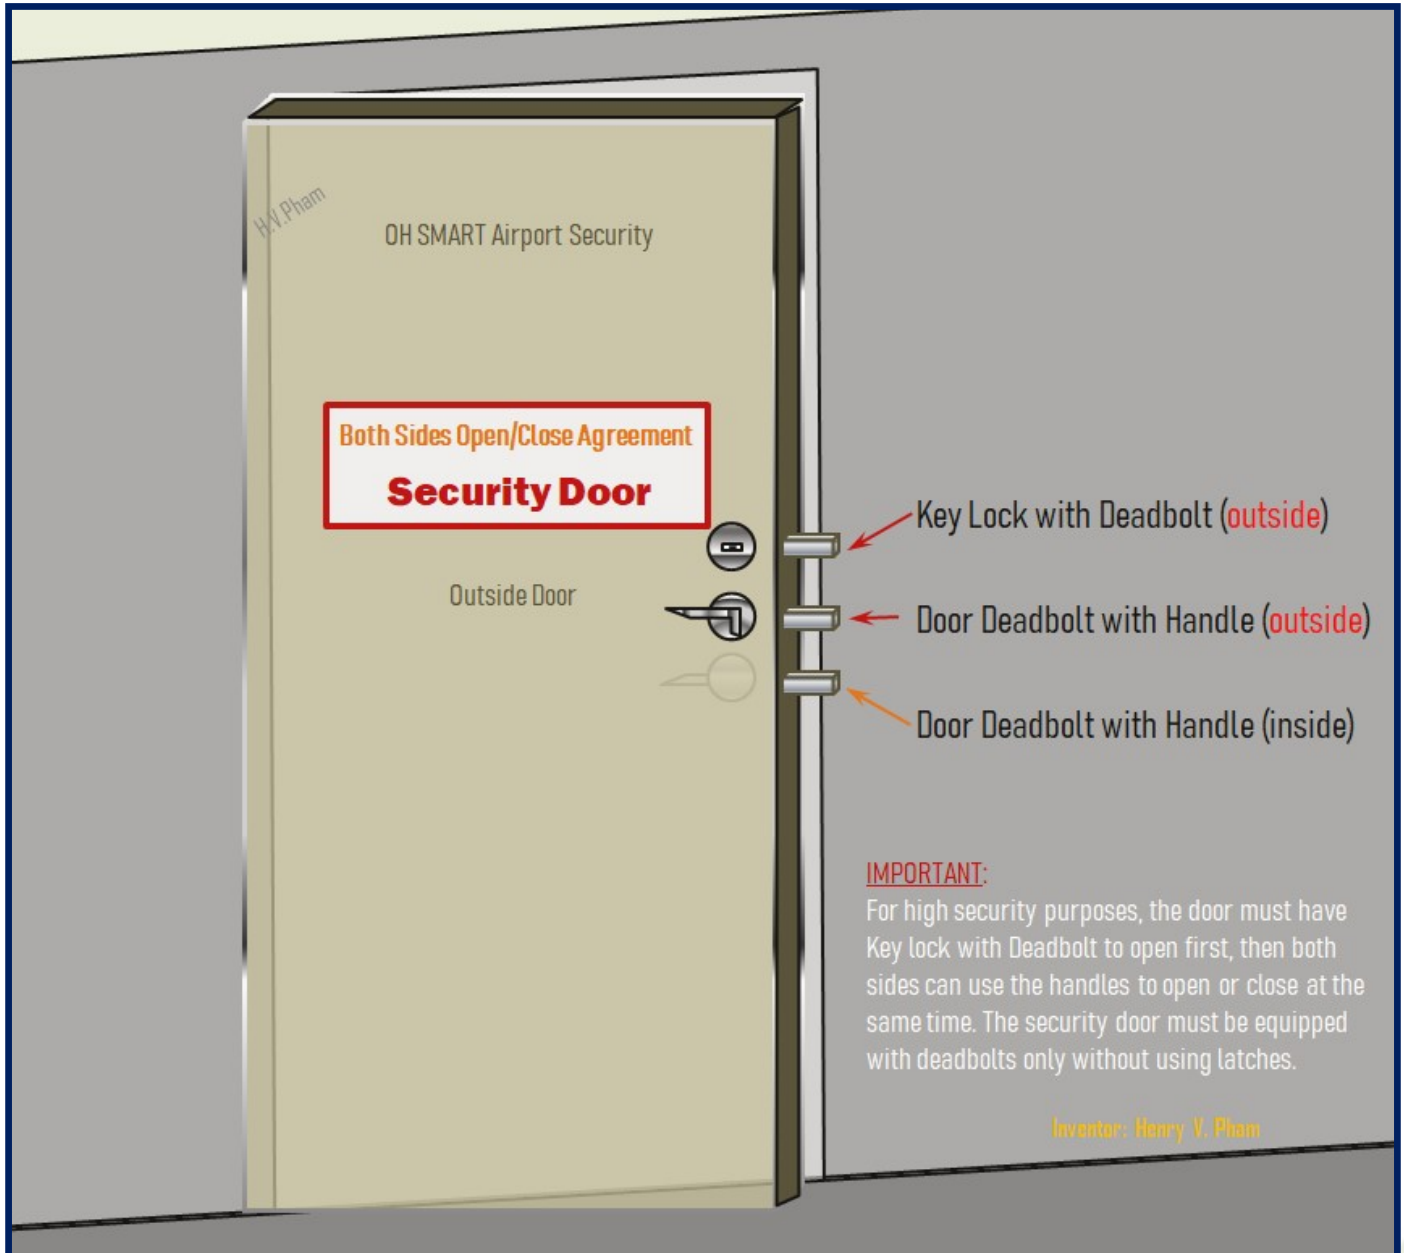 H.V.Pham
OH SMART Airport Security
Both Sides Open/Close Agreement
Security Door
Key Lock with Deadbolt (outside)
Outside Door
Door Deadbolt with Handle (outside)
Door Deadbolt with Handle (inside)
IMPORTANT:
For high security purposes, the door must have
Key lock with Deadbolt to open first, then both
sides can use the handles to open or close at the
same time. The security door must be equipped
with deadbolts only without using latches.
Inventor: Henry V. Pham